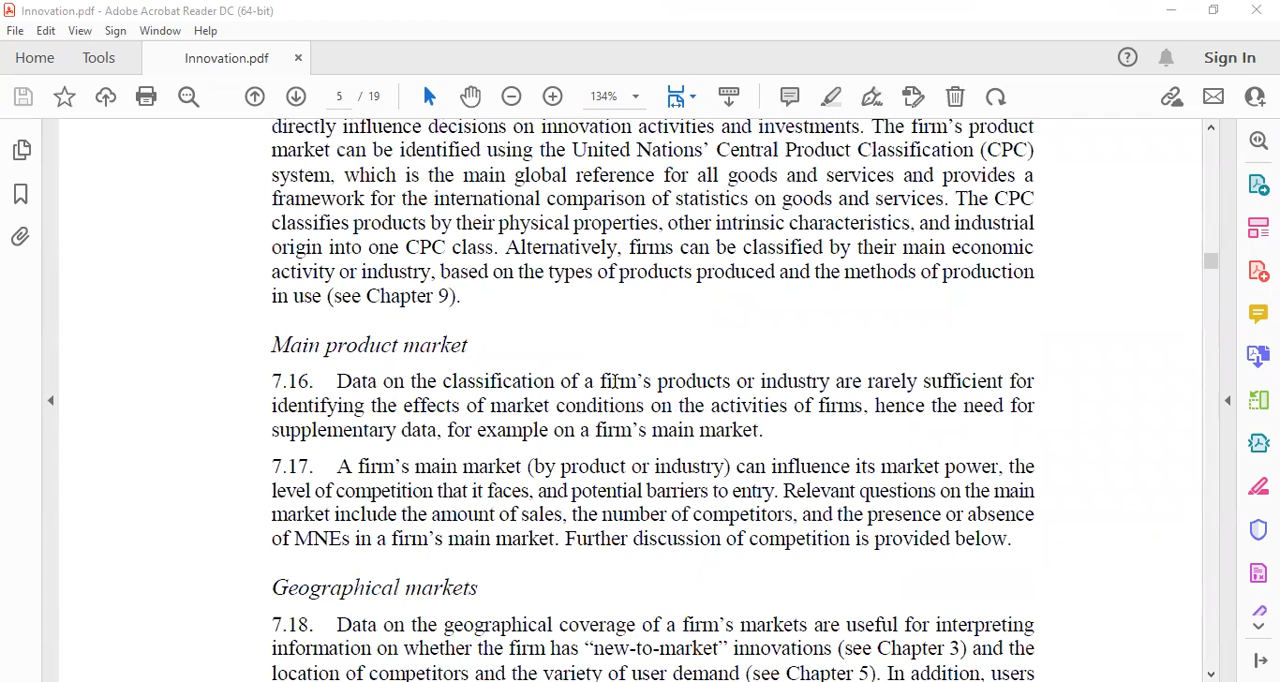 Innovation.pdf - Adobe Acrobat Reader DC (64-bit)
File Edit View Sign Window Help
Home Tools Innovation.pdf × Sign In
5 / 19 134%
directly influence decisions on innovation activities and investments. The firm's product
market can be identified using the United Nations' Central Product Classification (CPC)
system, which is the main global reference for all goods and services and provides a
framework for the international comparison of statistics on goods and services. The CPC
classifies products by their physical properties, other intrinsic characteristics, and industrial
origin into one CPC class. Alternatively, firms can be classified by their main economic
activity or industry, based on the types of products produced and the methods of production
in use (see Chapter 9).
Main product market
7.16. Data on the classification of a firm's products or industry are rarely sufficient for
identifying the effects of market conditions on the activities of firms, hence the need for
supplementary data, for example on a firm's main market.
7.17. A firm's main market (by product or industry) can influence its market power, the
level of competition that it faces, and potential barriers to entry. Relevant questions on the main
market include the amount of sales, the number of competitors, and the presence or absence
of MNEs in a firm's main market. Further discussion of competition is provided below.
Geographical markets
7.18. Data on the geographical coverage of a firm's markets are useful for interpreting
information on whether the firm has “new-to-market” innovations (see Chapter 3) and the
location of competitors and the variety of user demand (see Chapter 5). In addition, users